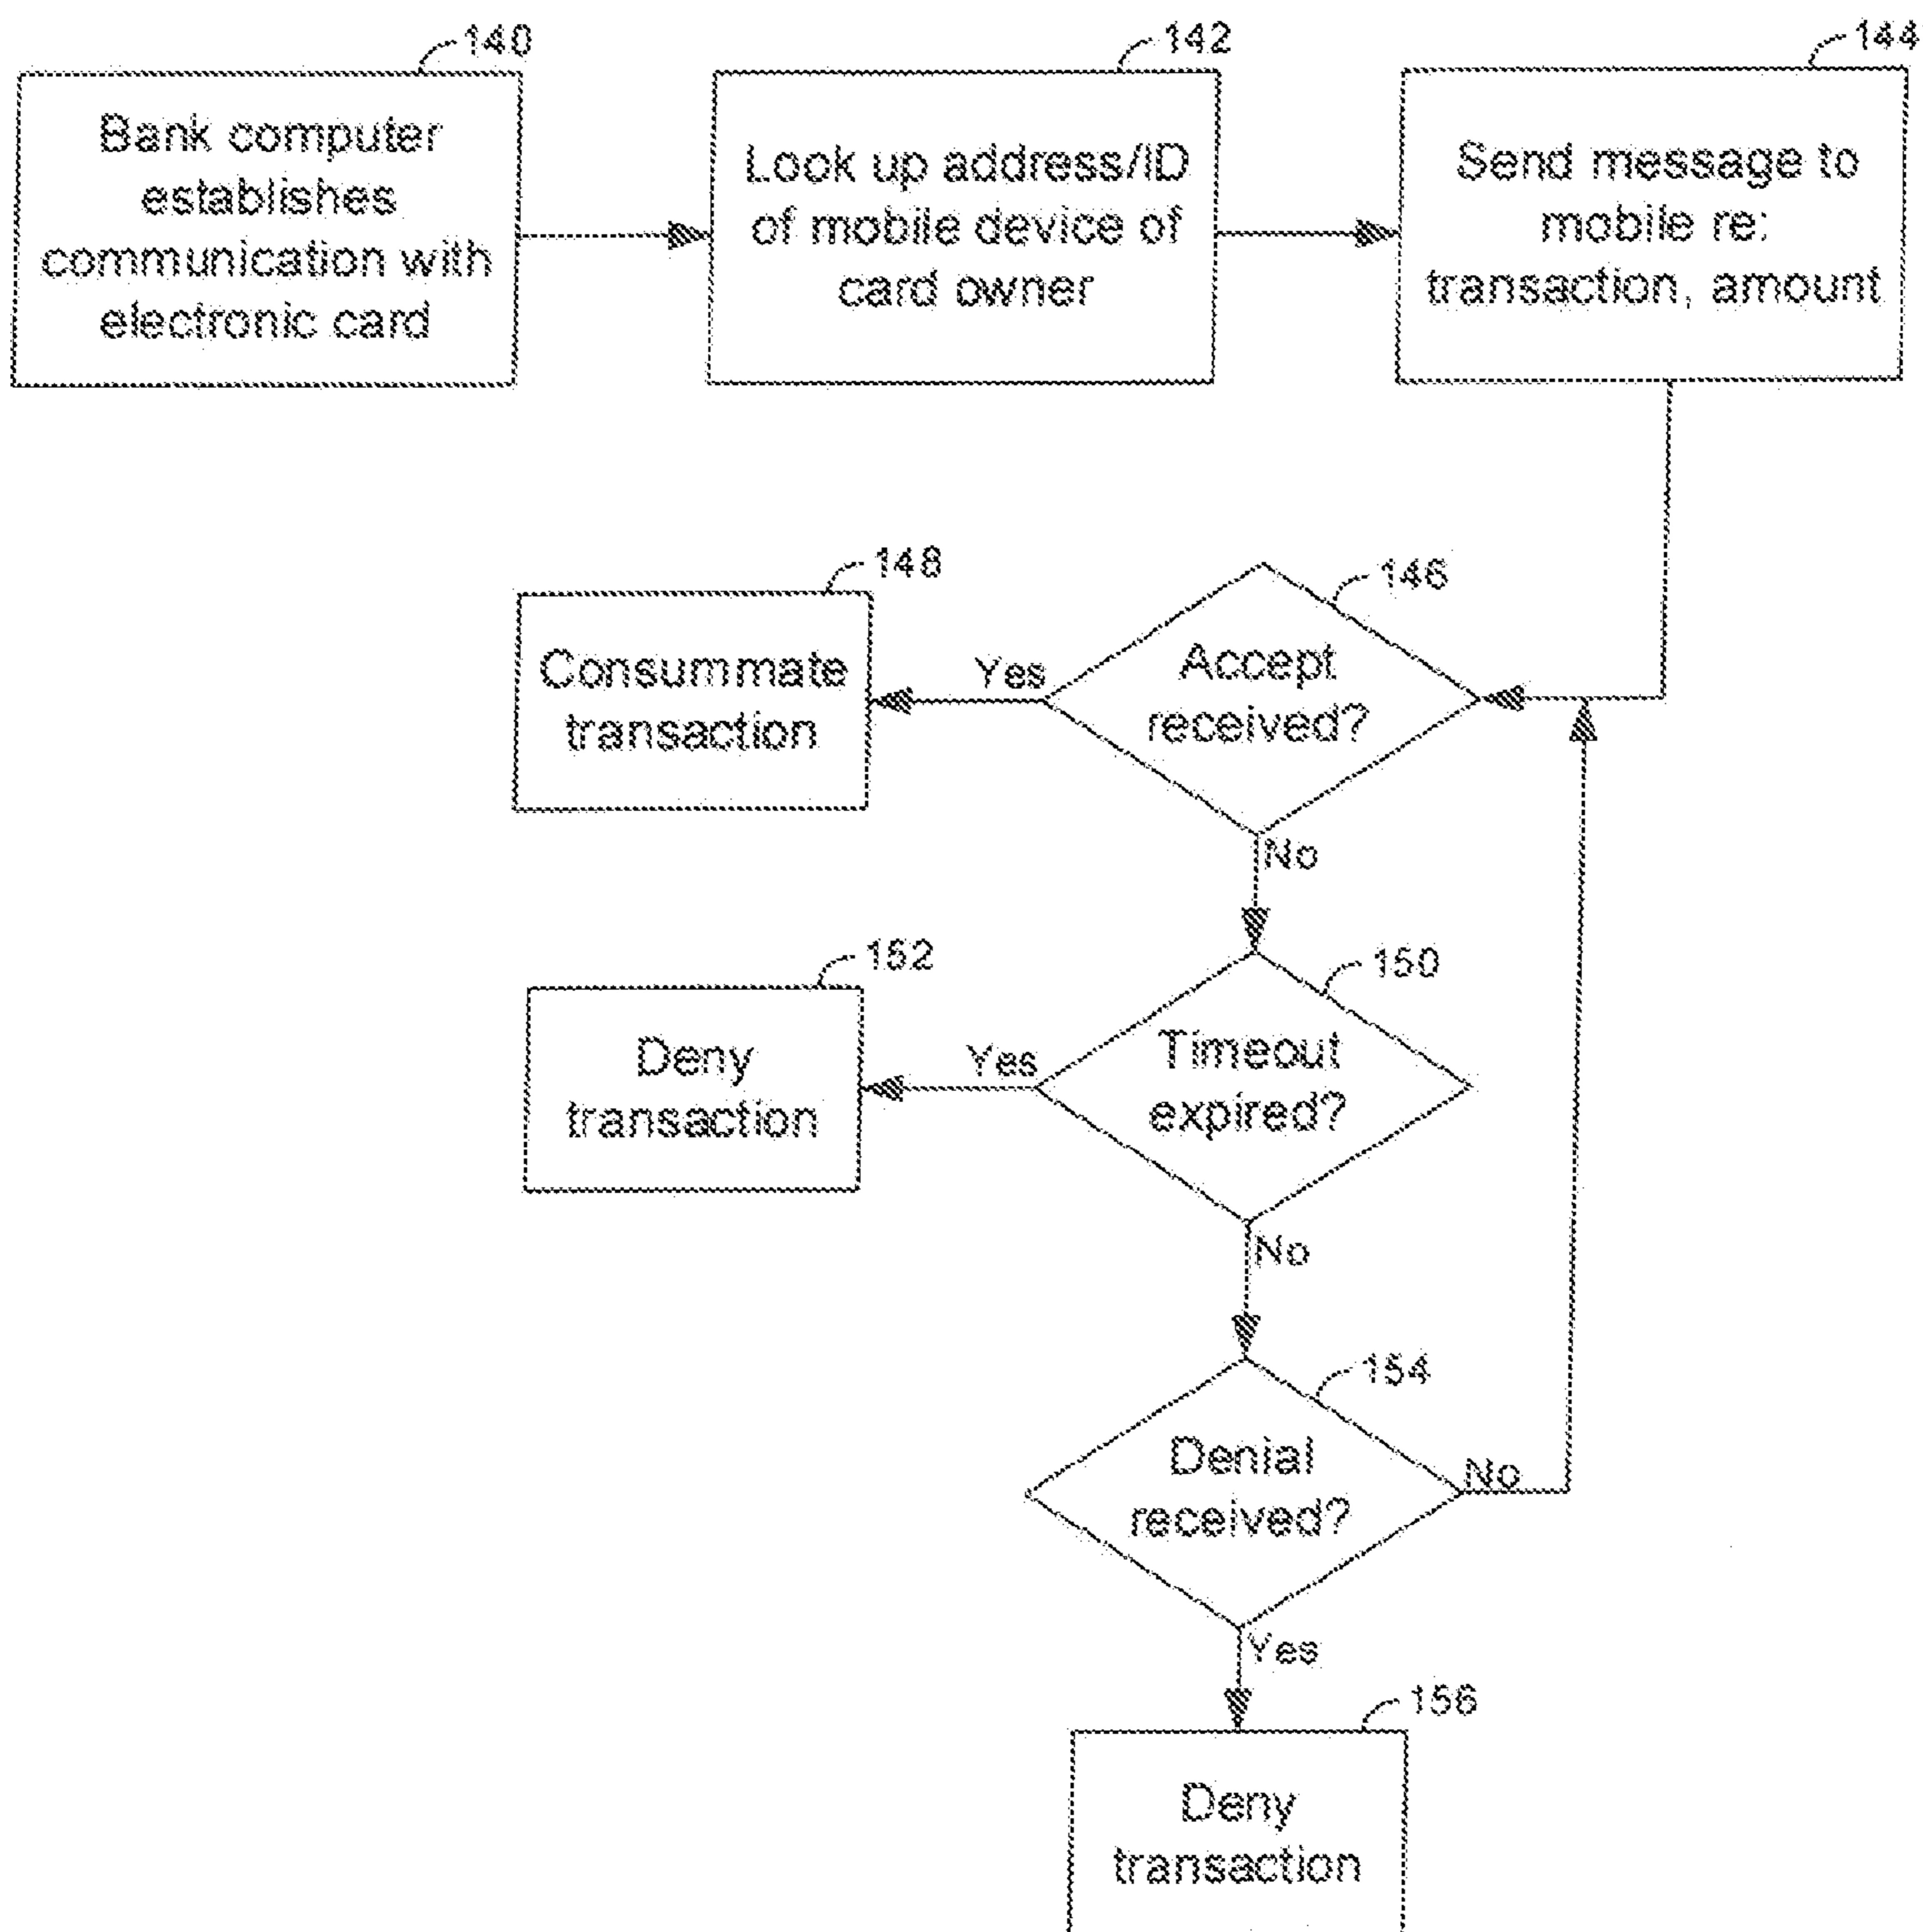 140
Bank computer
establishes
communication with
electronic card
142
Look up address/ID
of mobile device of
card owner
144
Send message to
mobile re:
transaction, amount
146
Accept
received?
Yes
148
Consummate
transaction
No
150
Timeout
expired?
Yes
152
Deny
transaction
No
154
Denial
received?
No
Yes
156
Deny
transaction